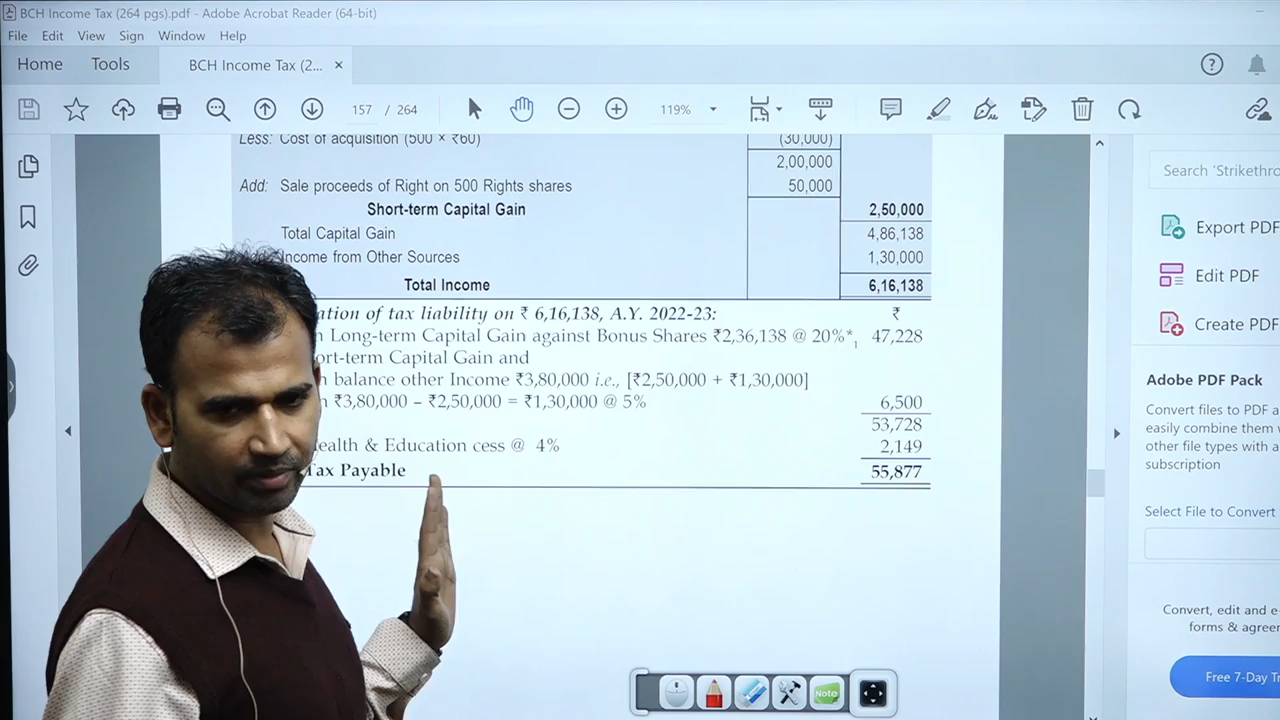 BCH Income Tax (264 pgs).pdf - Adobe Acrobat Reader (64-bit)
File Edit View Sign Window Help
Home Tools BCH Income Tax (2... ×
157 / 264 119%
Less: Cost of acquisition (500 × ₹60) (30,000)
2,00,000
Add: Sale proceeds of Right on 500 Rights shares 50,000
Short-term Capital Gain 2,50,000
Total Capital Gain 4,86,138
Income from Other Sources 1,30,000
Total Income 6,16,138
ation of tax liability on ₹ 6,16,138, A.Y. 2022-23: ₹
n Long-term Capital Gain against Bonus Shares ₹2,36,138 @ 20%*1 47,228
ort-term Capital Gain and
n balance other Income ₹3,80,000 i.e., [₹2,50,000 + ₹1,30,000]
n ₹3,80,000 – ₹2,50,000 = ₹1,30,000 @ 5% 6,500
53,728
Health & Education cess @ 4% 2,149
Tax Payable 55,877
Search 'Strikethro
Export PDF
Edit PDF
Create PDF
Adobe PDF Pack
Convert files to PDF a
easily combine them w
other file types with a
subscription
Select File to Convert
Convert, edit and e-
forms & agreer
Free 7-Day Tr
Note